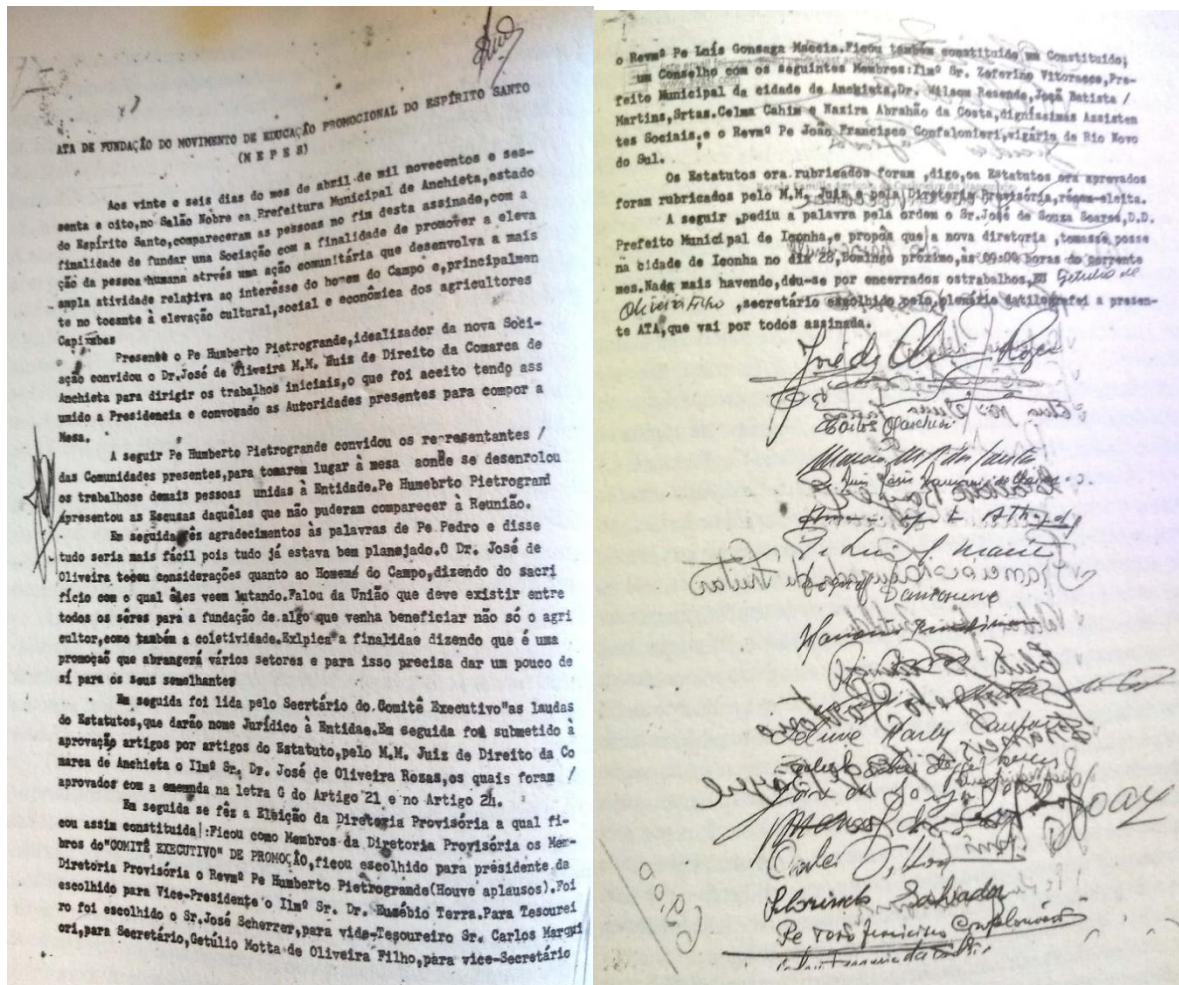 ATA DE FUNDAÇÃO DO MOVIMENTO DE EDUCAÇÃO PROMOCIONAL DO ESPÍRITO SANTO
(M E P E S)
Aos vinte e seis dias do mes de abril de mil novecentos e ses-
senta e oito,no Salão Nobre ea Prefeitura Municipal de Anchieta,estado
do Espírito Santo,compareceram as pessoas no fim desta assinado,com a
finalidade de fundar uma Sociação com a finalidade de promover a eleva
ção da pessoa humana atrvés uma ação comunitária que desenvolva a mais
ampla atividade relativa ao interêsse do homem do Campo e,principalmen
te no tocante à elevação cultural,social e econômica dos agricultores
Capixabas
Presente o Pe Humberto Pietrogrande,idealizador da nova Soci-
ação convidou o Dr.José de Oliveira M.M. Juiz de Direito da Comarca de
Anchieta para dirigir os trabalhos iniciais,o que foi aceito tendo ass
umido a Presidencia e convocado as Autoridades presentes para compor a
Mesa.
A seguir Pe Humberto Pietrogrande convidou os representantes /
das Comunidades presentes,para tomarem lugar à mesa aonde se desenrolou
os trabalhose demais pessoas unidas à Entidade.Pe Humebrto Pietrogrand
apresentou as Escusas daquêles que não puderam comparecer à Reunião.
Em seguida fês agradecimentos às palavras de Pe Pedro e disse
tudo seria mais fácil pois tudo já estava bem planejado.O Dr. José de
Oliveira teceu considerações quanto ao Homemé do Campo,dizendo do sacri
fício com o qual êles veem lutando.Falou da União que deve existir entre
todos os sêres para a fundação de algo que venha beneficiar não só o agri
cultor,como também a coietividade.Exlpica a finalidae dizendo que é uma
promoção que abrangerá vários setores e para isso precisa dar um pouco de
sí para os seus semelhantes
Em seguida foi lida pelo Secrtário do Comitê Executivo"as laudas
do Estatutos,que darão nome Jurídico à Entidae.Em seguida foi submetido à
aprovação artigos por artigos do Estatuto,pelo M.M. Juiz de Direito da Co
marca de Anchieta o Ilmº Sr. Dr. José de Oliveira Rozas,os quais foram /
aprovados com a emenda na letra G do Artigo 21 e no Artigo 24.
Em seguida se fês a Eleição da Diretoria Provisória a qual fi-
cou assim constituida:Ficou como Membros da Diretoria Provisória os Mem-
bros do"COMITÊ EXECUTIVO" DE PROMOÇÃO,ficou escolhido para présidente da
Diretoria Provisória o Revmº Pe Humberto Pietrogrande(Houve aplausos).Foi
escolhido para Vice-Presidente o Ilmº Sr. Dr. Eusébio Terra.Para Tesourei
ro foi escolhido o Sr.José Scherrer,para vide-Tesoureiro Sr. Carlos Marqui
ori,para Secretário,Getúlio Motta de Oliveira Filho,para vice-Secretário
o Revmº Pe Luís Gonsaga Maccia.Ficou também constituido um Constituído;
um Conselho com os seguintes Membros:Ilmº Sr. Zeferino Vitorasse,Pre-
feito Municipal da cidade de Anchieta,Dr. Wilson Resende,Joçã Batista /
Martins,Srtas.Celma Cahim e Nazira Abrahão da Costa,digníssimas Assisten
tes Sociais,e o Revmº Pe João Francisco Confalonieri,vigário de Rio Novo
do Sul.
Os Estatutos ora rubricados foram ,digo,os Estatutos ora aprovados
foram rubricados pelo M.M. Juiz e pela Diretoria Provisória,récem-eleita.
A seguir ,pediu a palavra pela ordem o Sr.José de Souza Soares,D.D.
Prefeito Municipal de Iconha,e propôs que a nova diretoria ,tomasse posse
na cidade de Iconha no dia 28,Domingo próximo,as 09:00 horas do corrente
mes.Nada mais havendo,deu-se por encerrados ostrabalhos,EU Getulio de
Oliveira Filho ,secretário escolhido pelo plenário datilografei a presen-
te ATA,que vai por todos assinada.
Florindo Salvador
Pe João Francisco Confalonieri